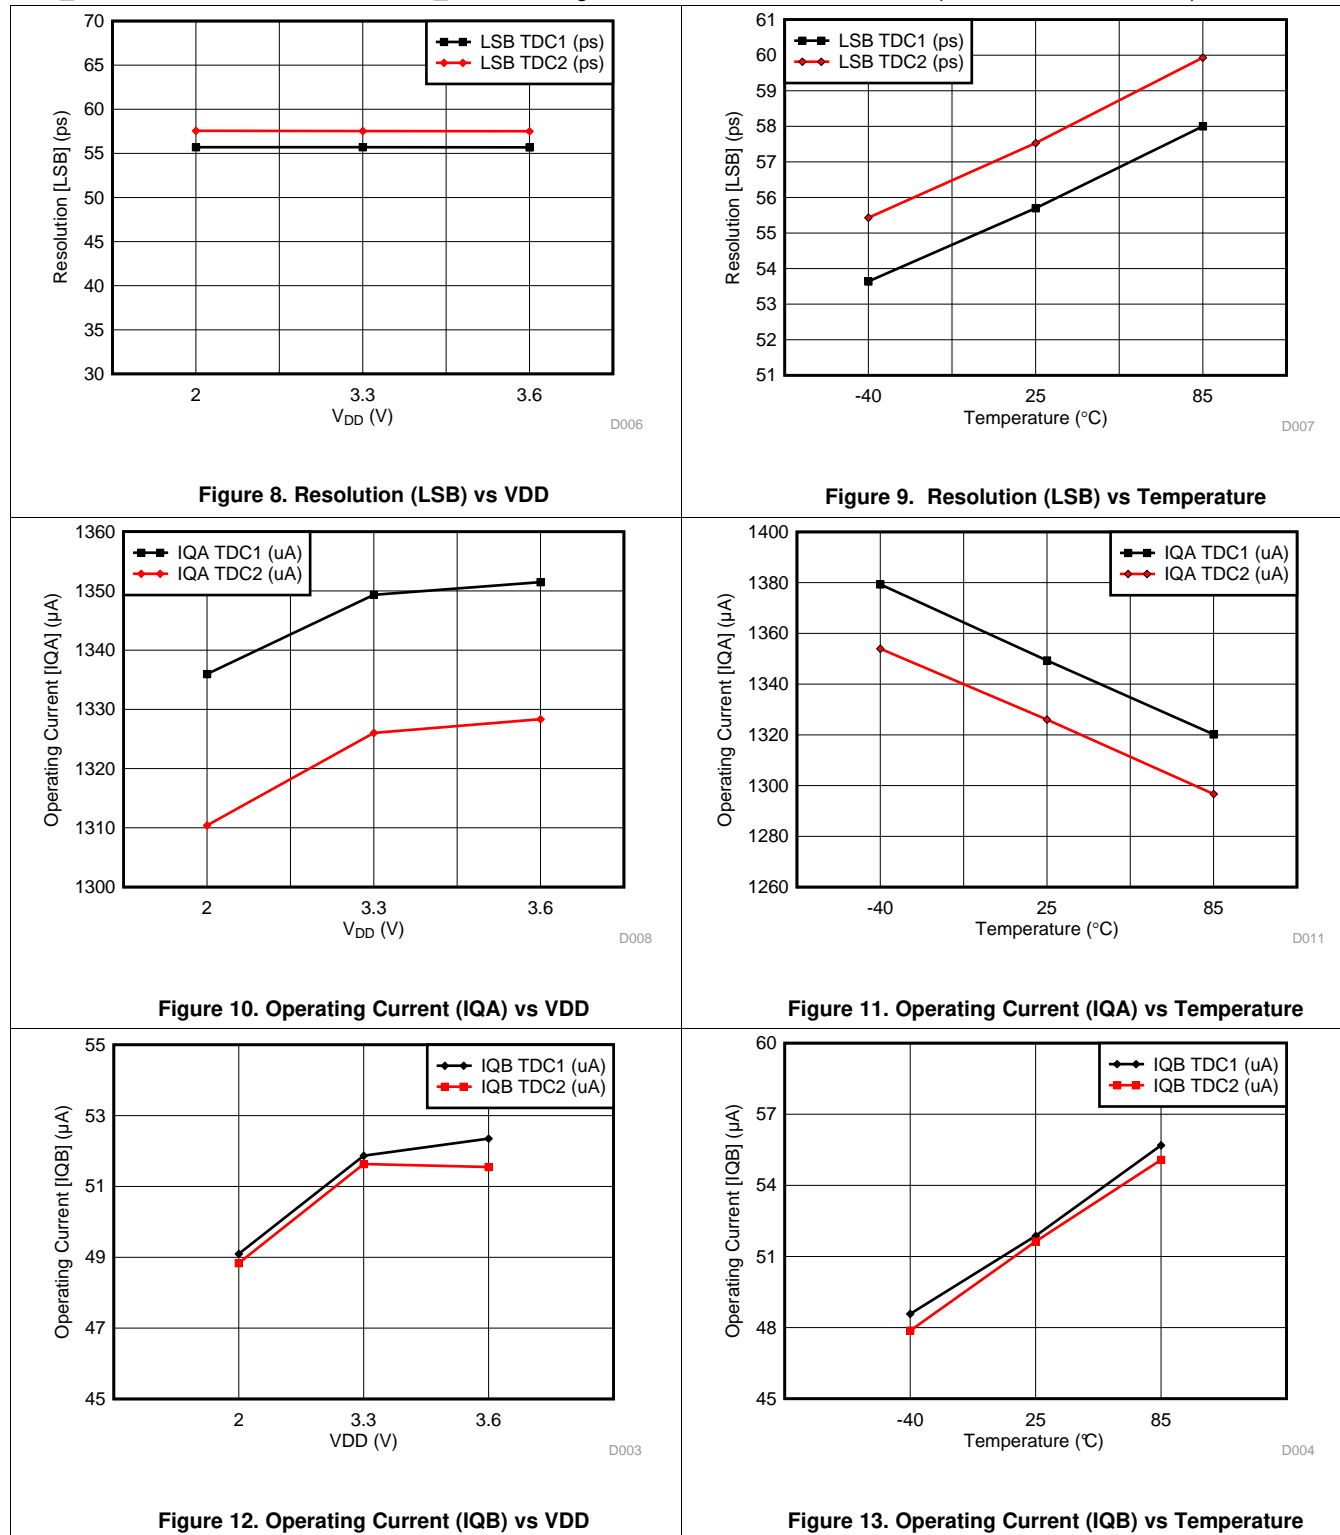 70
65
60
55
50
45
40
35
30
Resolution [LSB] (ps)
LSB TDC1 (ps)
LSB TDC2 (ps)
2 3.3 3.6
VDD (V)
D006
Figure 8. Resolution (LSB) vs VDD
61
60
59
58
57
56
55
54
53
52
51
Resolution [LSB] (ps)
LSB TDC1 (ps)
LSB TDC2 (ps)
-40 25 85
Temperature (°C)
D007
Figure 9. Resolution (LSB) vs Temperature
1360
1350
1340
1330
1320
1310
1300
Operating Current [IQA] (µA)
IQA TDC1 (uA)
IQA TDC2 (uA)
2 3.3 3.6
VDD (V)
D008
Figure 10. Operating Current (IQA) vs VDD
1400
1380
1360
1340
1320
1300
1280
1260
Operating Current [IQA] (µA)
IQA TDC1 (uA)
IQA TDC2 (uA)
-40 25 85
Temperature (°C)
D011
Figure 11. Operating Current (IQA) vs Temperature
55
53
51
49
47
45
Operating Current [IQB] (µA)
IQB TDC1 (uA)
IQB TDC2 (uA)
2 3.3 3.6
VDD (V)
D003
Figure 12. Operating Current (IQB) vs VDD
60
57
54
51
48
45
Operating Current [IQB] (µA)
IQB TDC1 (uA)
IQB TDC2 (uA)
-40 25 85
Temperature (°C)
D004
Figure 13. Operating Current (IQB) vs Temperature